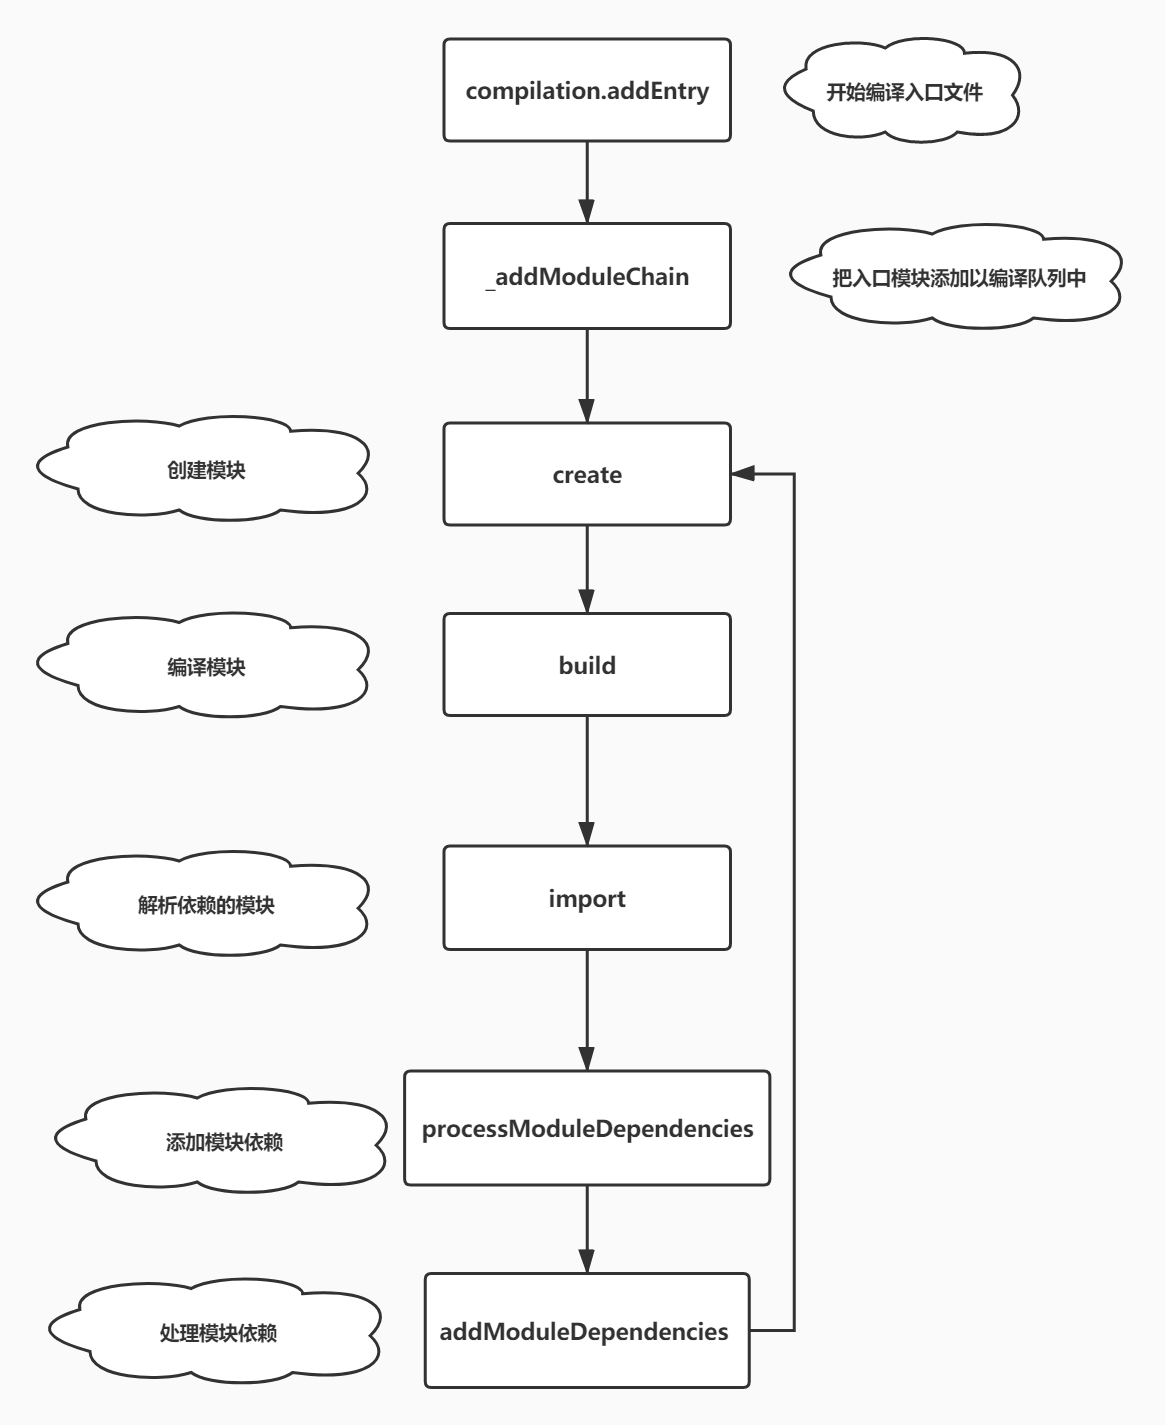 compilation.addEntry
开始编译入口文件
_addModuleChain
把入口模块添加以编译队列中
创建模块
create
编译模块
build
解析依赖的模块
import
添加模块依赖
processModuleDependencies
处理模块依赖
addModuleDependencies